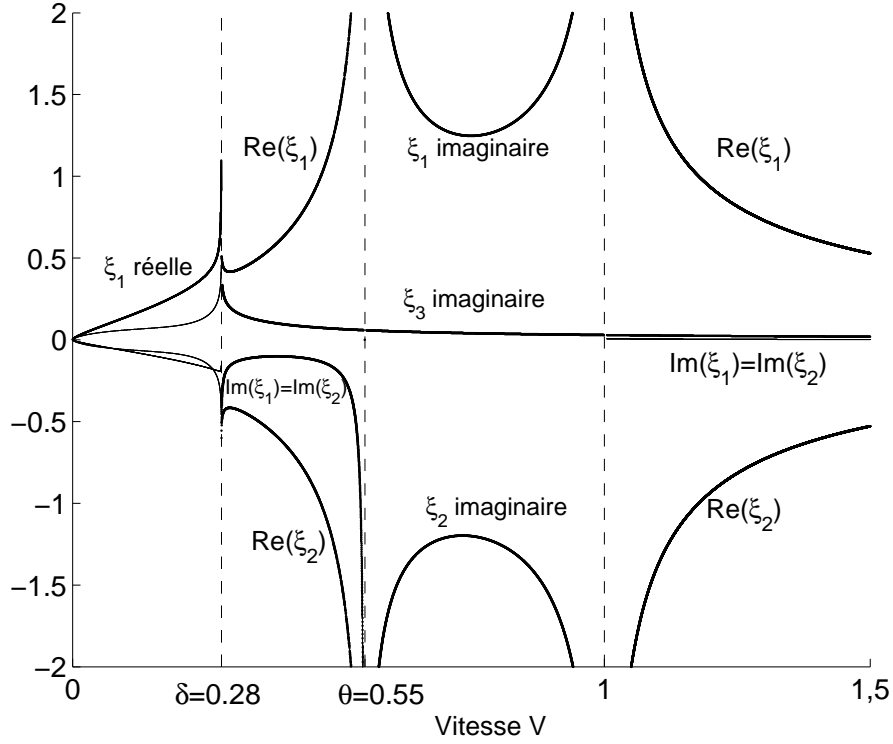 2
1.5
1
0.5
0
−0.5
−1
−1.5
−2
Re(ξ1)
ξ1 imaginaire
Re(ξ1)
ξ1 réelle
ξ3 imaginaire
Im(ξ1)=Im(ξ2)
Im(ξ1)=Im(ξ2)
ξ2 imaginaire
Re(ξ2)
Re(ξ2)
0
δ=0.28
θ=0.55
1
1,5
Vitesse V